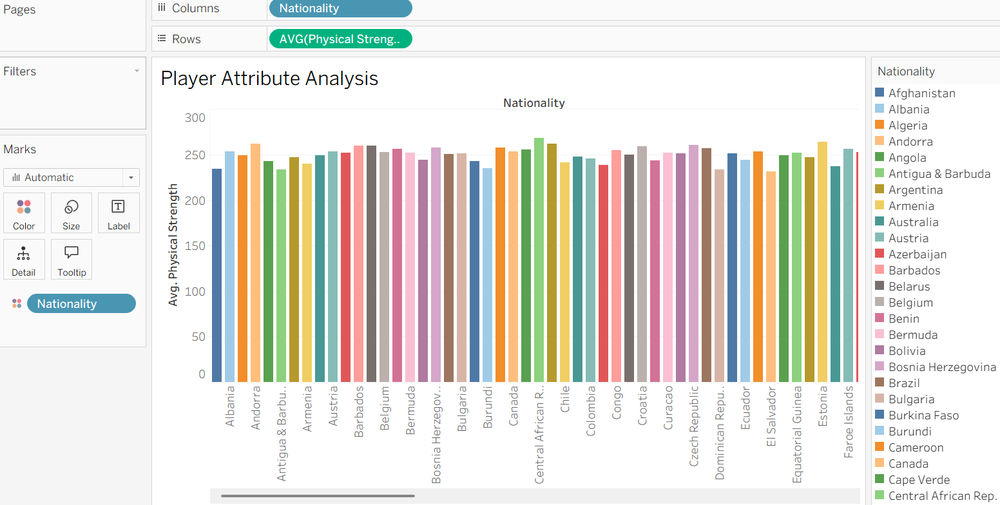 Pages
Columns
Nationality
Rows
AVG(Physical Streng..
Filters
Marks
Automatic
Color
Size
Label
Detail
Tooltip
Nationality
Player Attribute Analysis
Nationality
Avg. Physical Strength
300
250
200
150
100
50
0
Albania
Andorra
Antigua & Barbu..
Armenia
Austria
Barbados
Belgium
Bermuda
Bosnia Herzegov..
Bulgaria
Burundi
Canada
Central African R..
Chile
Colombia
Congo
Croatia
Curacao
Czech Republic
Dominican Repu..
Ecuador
El Salvador
Equatorial Guinea
Estonia
Faroe Islands
Nationality
Afghanistan
Albania
Algeria
Andorra
Angola
Antigua & Barbuda
Argentina
Armenia
Australia
Austria
Azerbaijan
Barbados
Belarus
Belgium
Benin
Bermuda
Bolivia
Bosnia Herzegovina
Brazil
Bulgaria
Burkina Faso
Burundi
Cameroon
Canada
Cape Verde
Central African Rep.